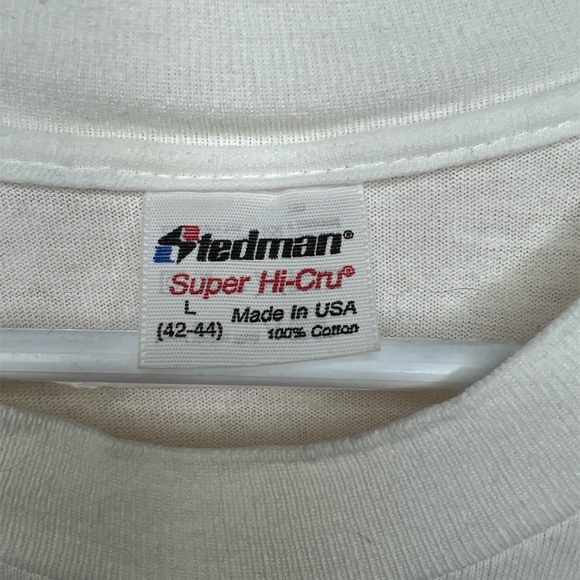 Stedman®
Super Hi-Cru®
L
(42-44)
Made in USA
100% Cotton